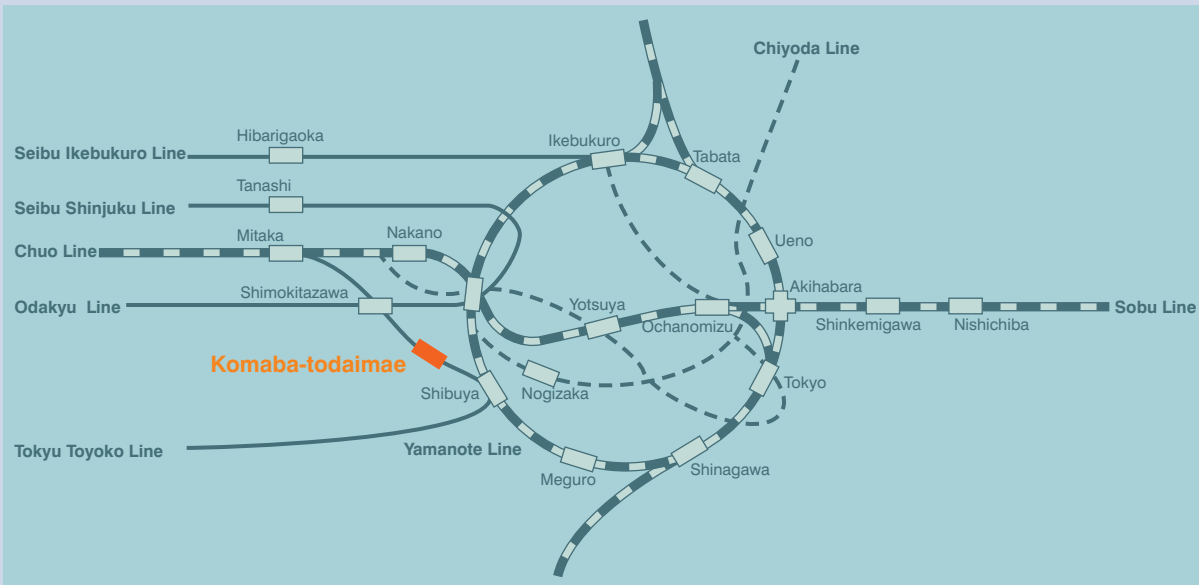 Chiyoda Line
Hibarigaoka
Ikebukuro
Seibu Ikebukuro Line
Tabata
Tanashi
Seibu Shinjuku Line
Mitaka
Nakano
Ueno
Chuo Line
Akihabara
Shimokitazawa
Yotsuya
Odakyu Line
Sobu Line
Ochanomizu
Shinkemigawa
Nishichiba
Komaba-todaimae
Shibuya
Nogizaka
Tokyo
Tokyu Toyoko Line
Yamanote Line
Meguro
Shinagawa